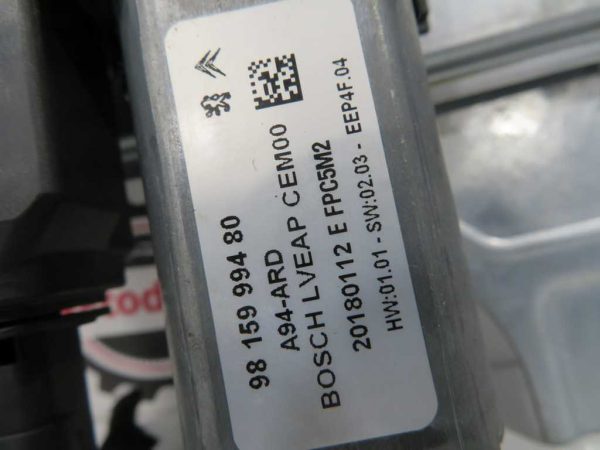 98 159 994 80
A94-ARD
BOSCH LVEAP CEM00
20180112 E FPC5M2
HW:01.01 - SW:02.03 - EEP4F.04